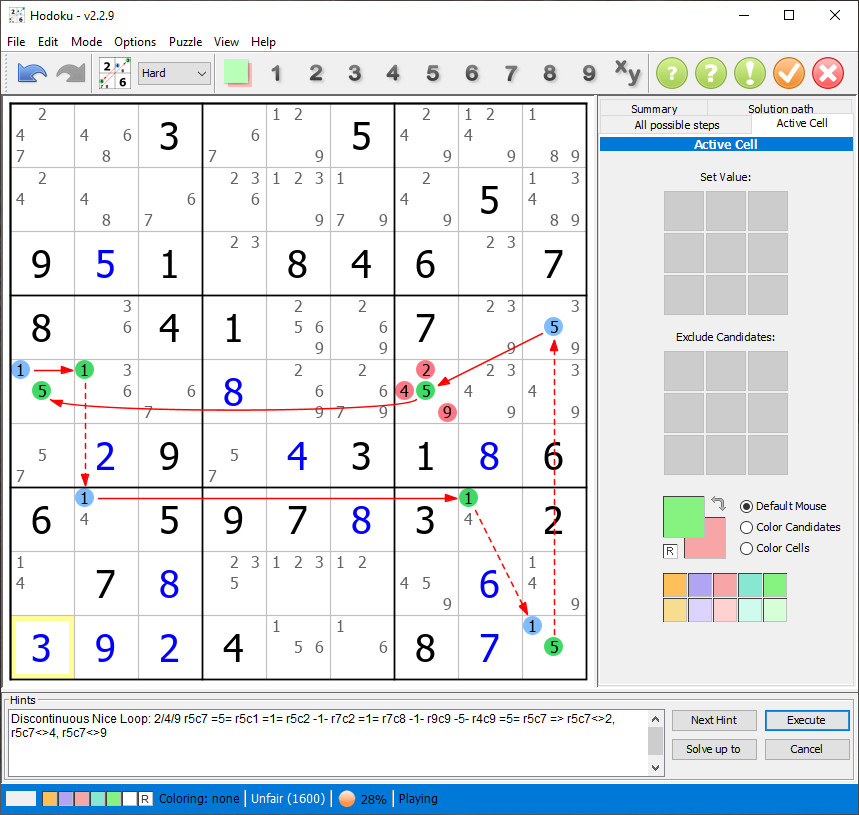 Hodoku - v2.2.9
File Edit Mode Options Puzzle View Help
2 6 Hard 1 2 3 4 5 6 7 8 9 x y ? ? ! 
Summary Solution path
All possible steps Active Cell
Active Cell
Set Value:
Exclude Candidates:
Default Mouse
Color Candidates
R Color Cells
2 1 2 2 1 2 1
4 4 6 3 6 5 4 4
7 8 7 9 9 9 8 9
2 2 3 1 2 3 1 2 1 3
4 4 6 6 4 5 4
8 7 9 7 9 9 8 9
9 5 1 2 3 8 4 6 2 3 7
3 2 2 2 3 3
8 6 4 1 5 6 6 7 5
9 9 9 9
1 1 3 2 2 2 2 3 3
5 6 6 8 6 6 4 5 4 4
7 9 7 9 9 9 9
5 2 9 5 4 3 1 8 6
7 7
1 1
6 4 5 9 7 8 3 4 2
1 2 3 1 2 3 1 2 1
4 7 8 5 4 5 6 4
9 9
1 1 1
3 9 2 4 5 6 6 8 7 5
Hints
Discontinuous Nice Loop: 2/4/9 r5c7 =5= r5c1 =1= r5c2 -1- r7c2 =1= r7c8 -1- r9c9 -5- r4c9 =5= r5c7 => r5c7<>2,
r5c7<>4, r5c7<>9
Next Hint Execute
Solve up to Cancel
R Coloring: none Unfair (1600) 28% Playing